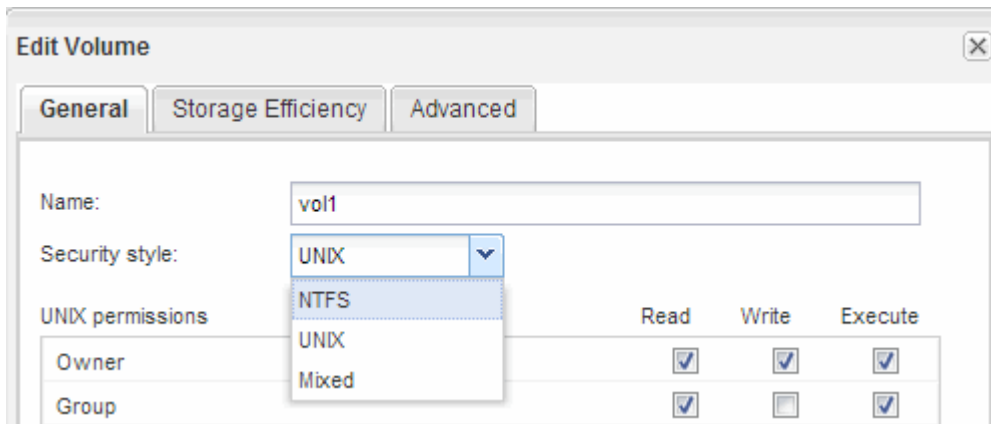 Edit Volume
General Storage Efficiency Advanced
Name: vol1
Security style: UNIX
NTFS
UNIX permissions Read Write Execute
UNIX
Owner
Mixed
Group